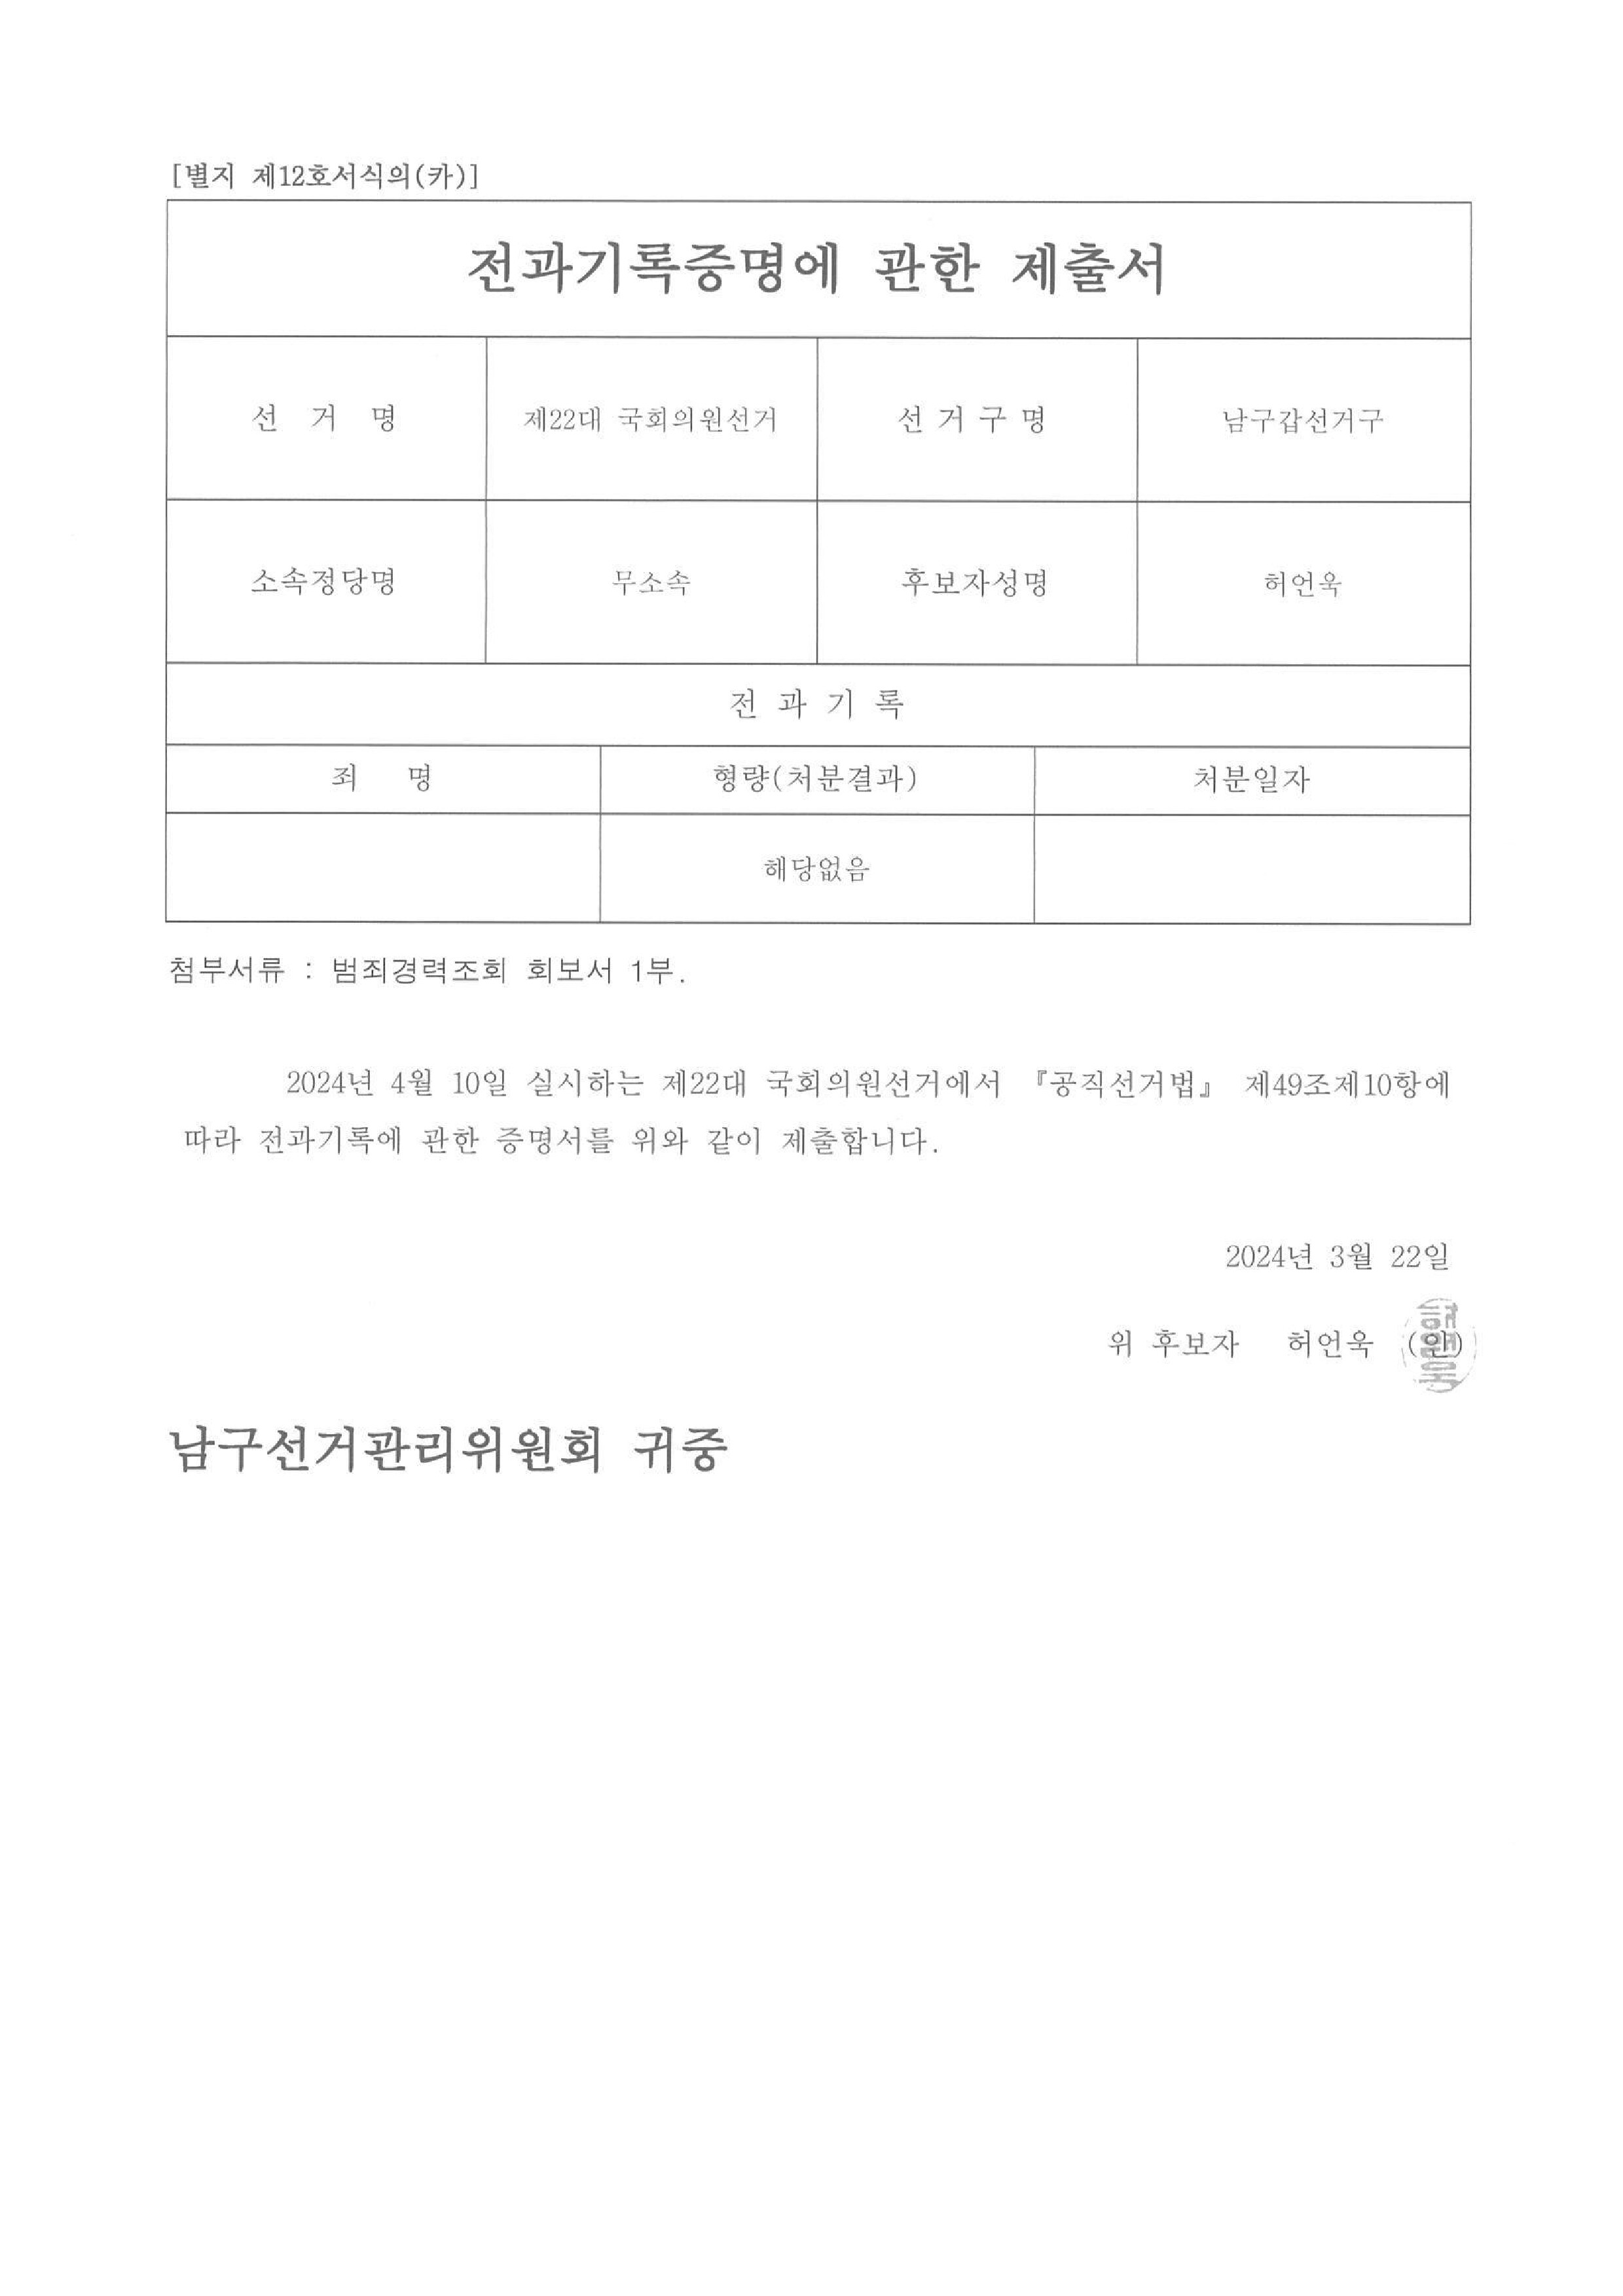 [별지 제12호서식의(카)]
전과기록증명에 관한 제출서
선 거 명 제22대 국회의원선거 선 거 구 명 남구갑선거구
소속정당명 무소속 후보자성명 허언욱
전 과 기 록
죄 명 형량(처분결과) 처분일자
해당없음
첨부서류 : 범죄경력조회 회보서 1부.
2024년 4월 10일 실시하는 제22대 국회의원선거에서 『공직선거법』 제49조제10항에
따라 전과기록에 관한 증명서를 위와 같이 제출합니다.
2024년 3월 22일
위 후보자 허언욱 (인)
남구선거관리위원회 귀중